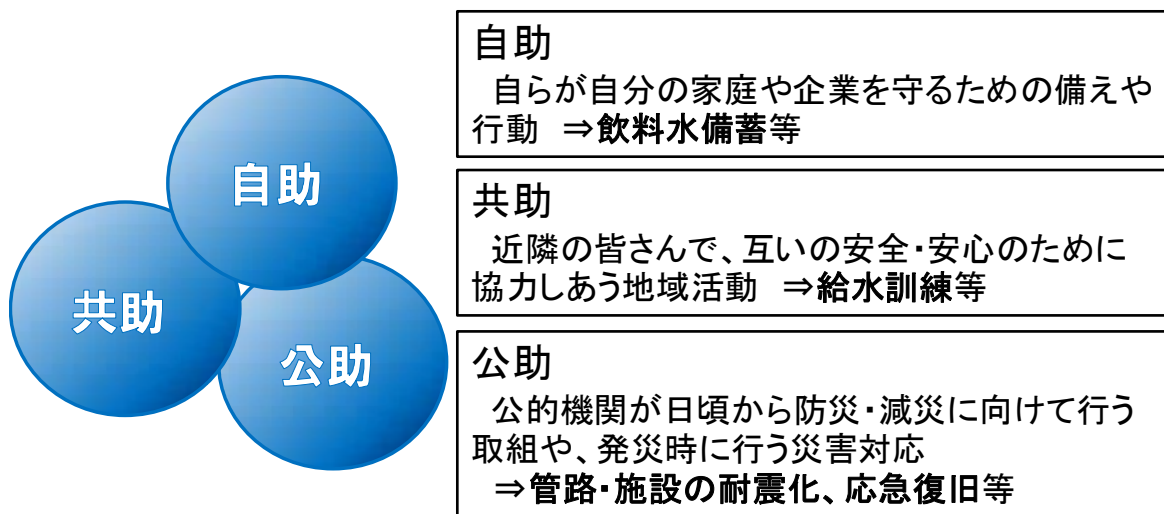 自助
共助
公助
自助
自らが自分の家庭や企業を守るための備えや
行動　⇒飲料水備蓄等
共助
近隣の皆さんで、互いの安全・安心のために
協力しあう地域活動　⇒給水訓練等
公助
公的機関が日頃から防災・減災に向けて行う
取組や、発災時に行う災害対応
⇒管路・施設の耐震化、応急復旧等